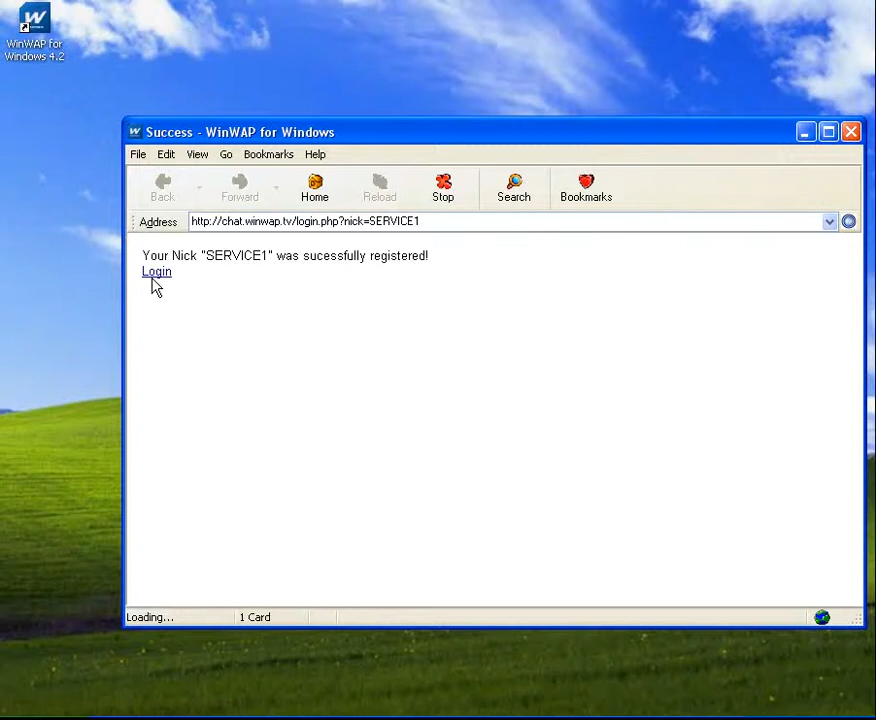 WinWAP for
Windows 4.2
Success - WinWAP for Windows
File Edit View Go Bookmarks Help
Back Forward Home Reload Stop Search Bookmarks
Address http://chat.winwap.tv/login.php?nick=SERVICE1
Your Nick "SERVICE1" was sucessfully registered!
Login
Loading... 1 Card